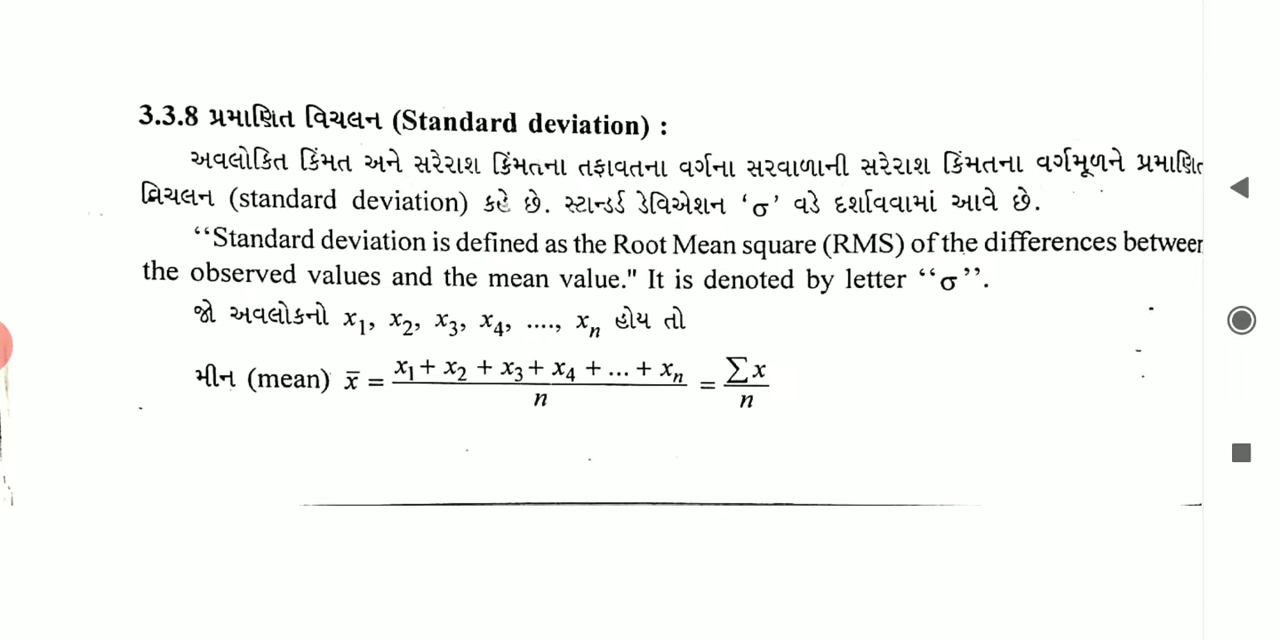 3.3.8 પ્રમાણિત વિચલન (Standard deviation) :
અવલોકિત કિંમત અને સરેરાશ કિંમતના તફાવતના વર્ગના સરવાળાની સરેરાશ કિંમતના વર્ગમૂળને પ્રમાણિત
વિચલન (standard deviation) કહે છે. સ્ટાન્ડર્ડ ડેવિએશન ‘σ’ વડે દર્શાવવામાં આવે છે.
‘‘Standard deviation is defined as the Root Mean square (RMS) of the differences between
the observed values and the mean value." It is denoted by letter ‘‘σ’’.
જો અવલોકનો x₁, x₂, x₃, x₄, ...., xₙ હોય તો
મીન (mean) x̄ = (x₁ + x₂ + x₃ + x₄ + ... + xₙ)/n = ∑x/n